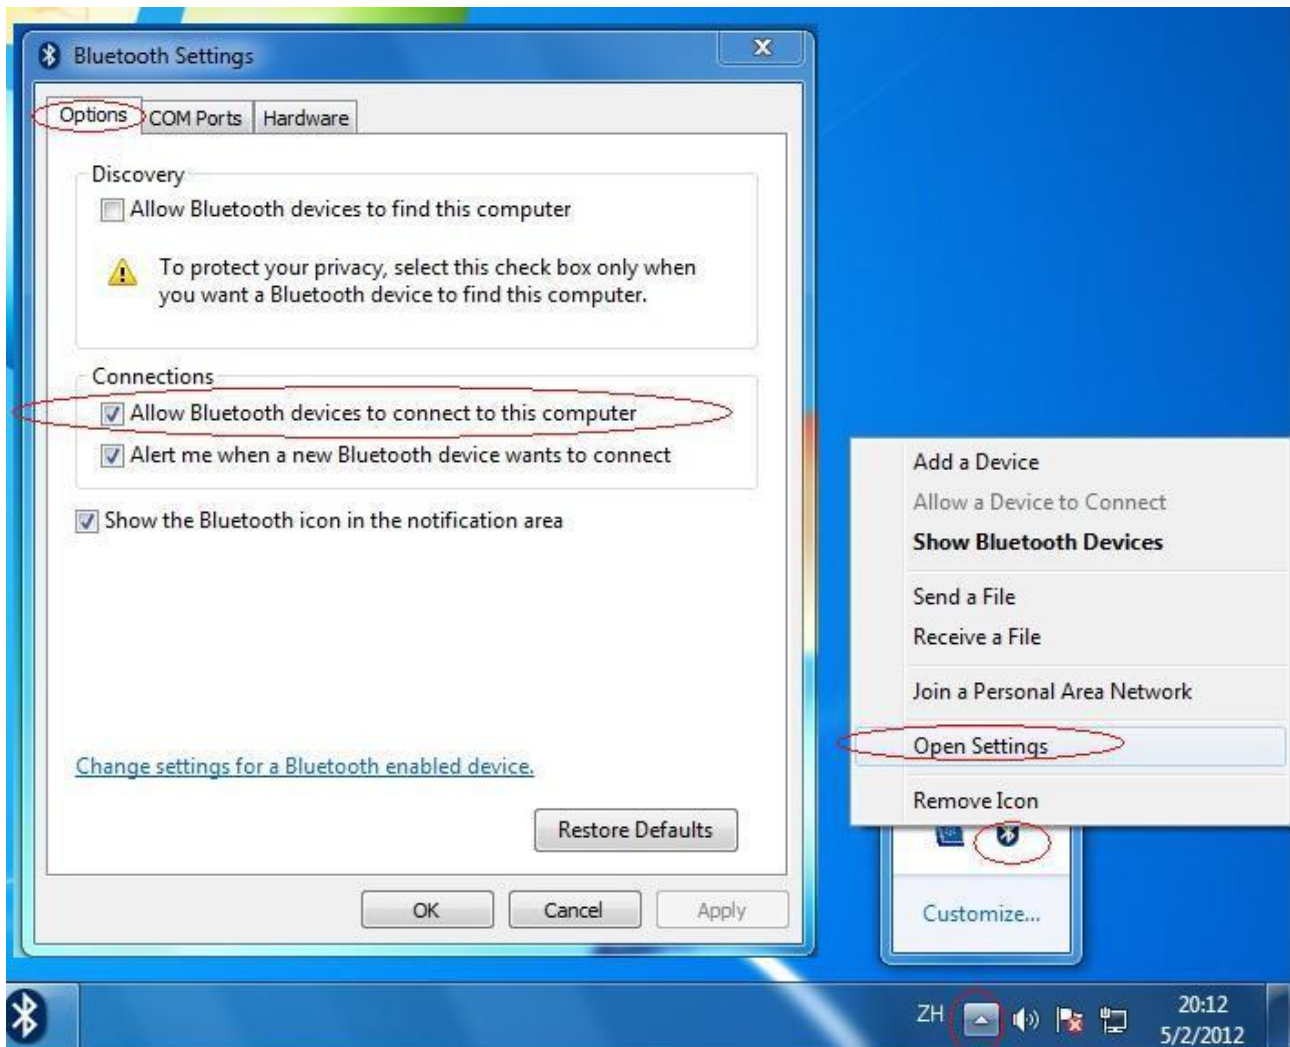 Bluetooth Settings
X
Options
COM Ports
Hardware
Discovery
Allow Bluetooth devices to find this computer
To protect your privacy, select this check box only when
you want a Bluetooth device to find this computer.
Connections
Allow Bluetooth devices to connect to this computer
Alert me when a new Bluetooth device wants to connect
Show the Bluetooth icon in the notification area
Change settings for a Bluetooth enabled device.
Restore Defaults
OK
Cancel
Apply
Add a Device
Allow a Device to Connect
Show Bluetooth Devices
Send a File
Receive a File
Join a Personal Area Network
Open Settings
Remove Icon
Customize...
ZH
20:12
5/2/2012